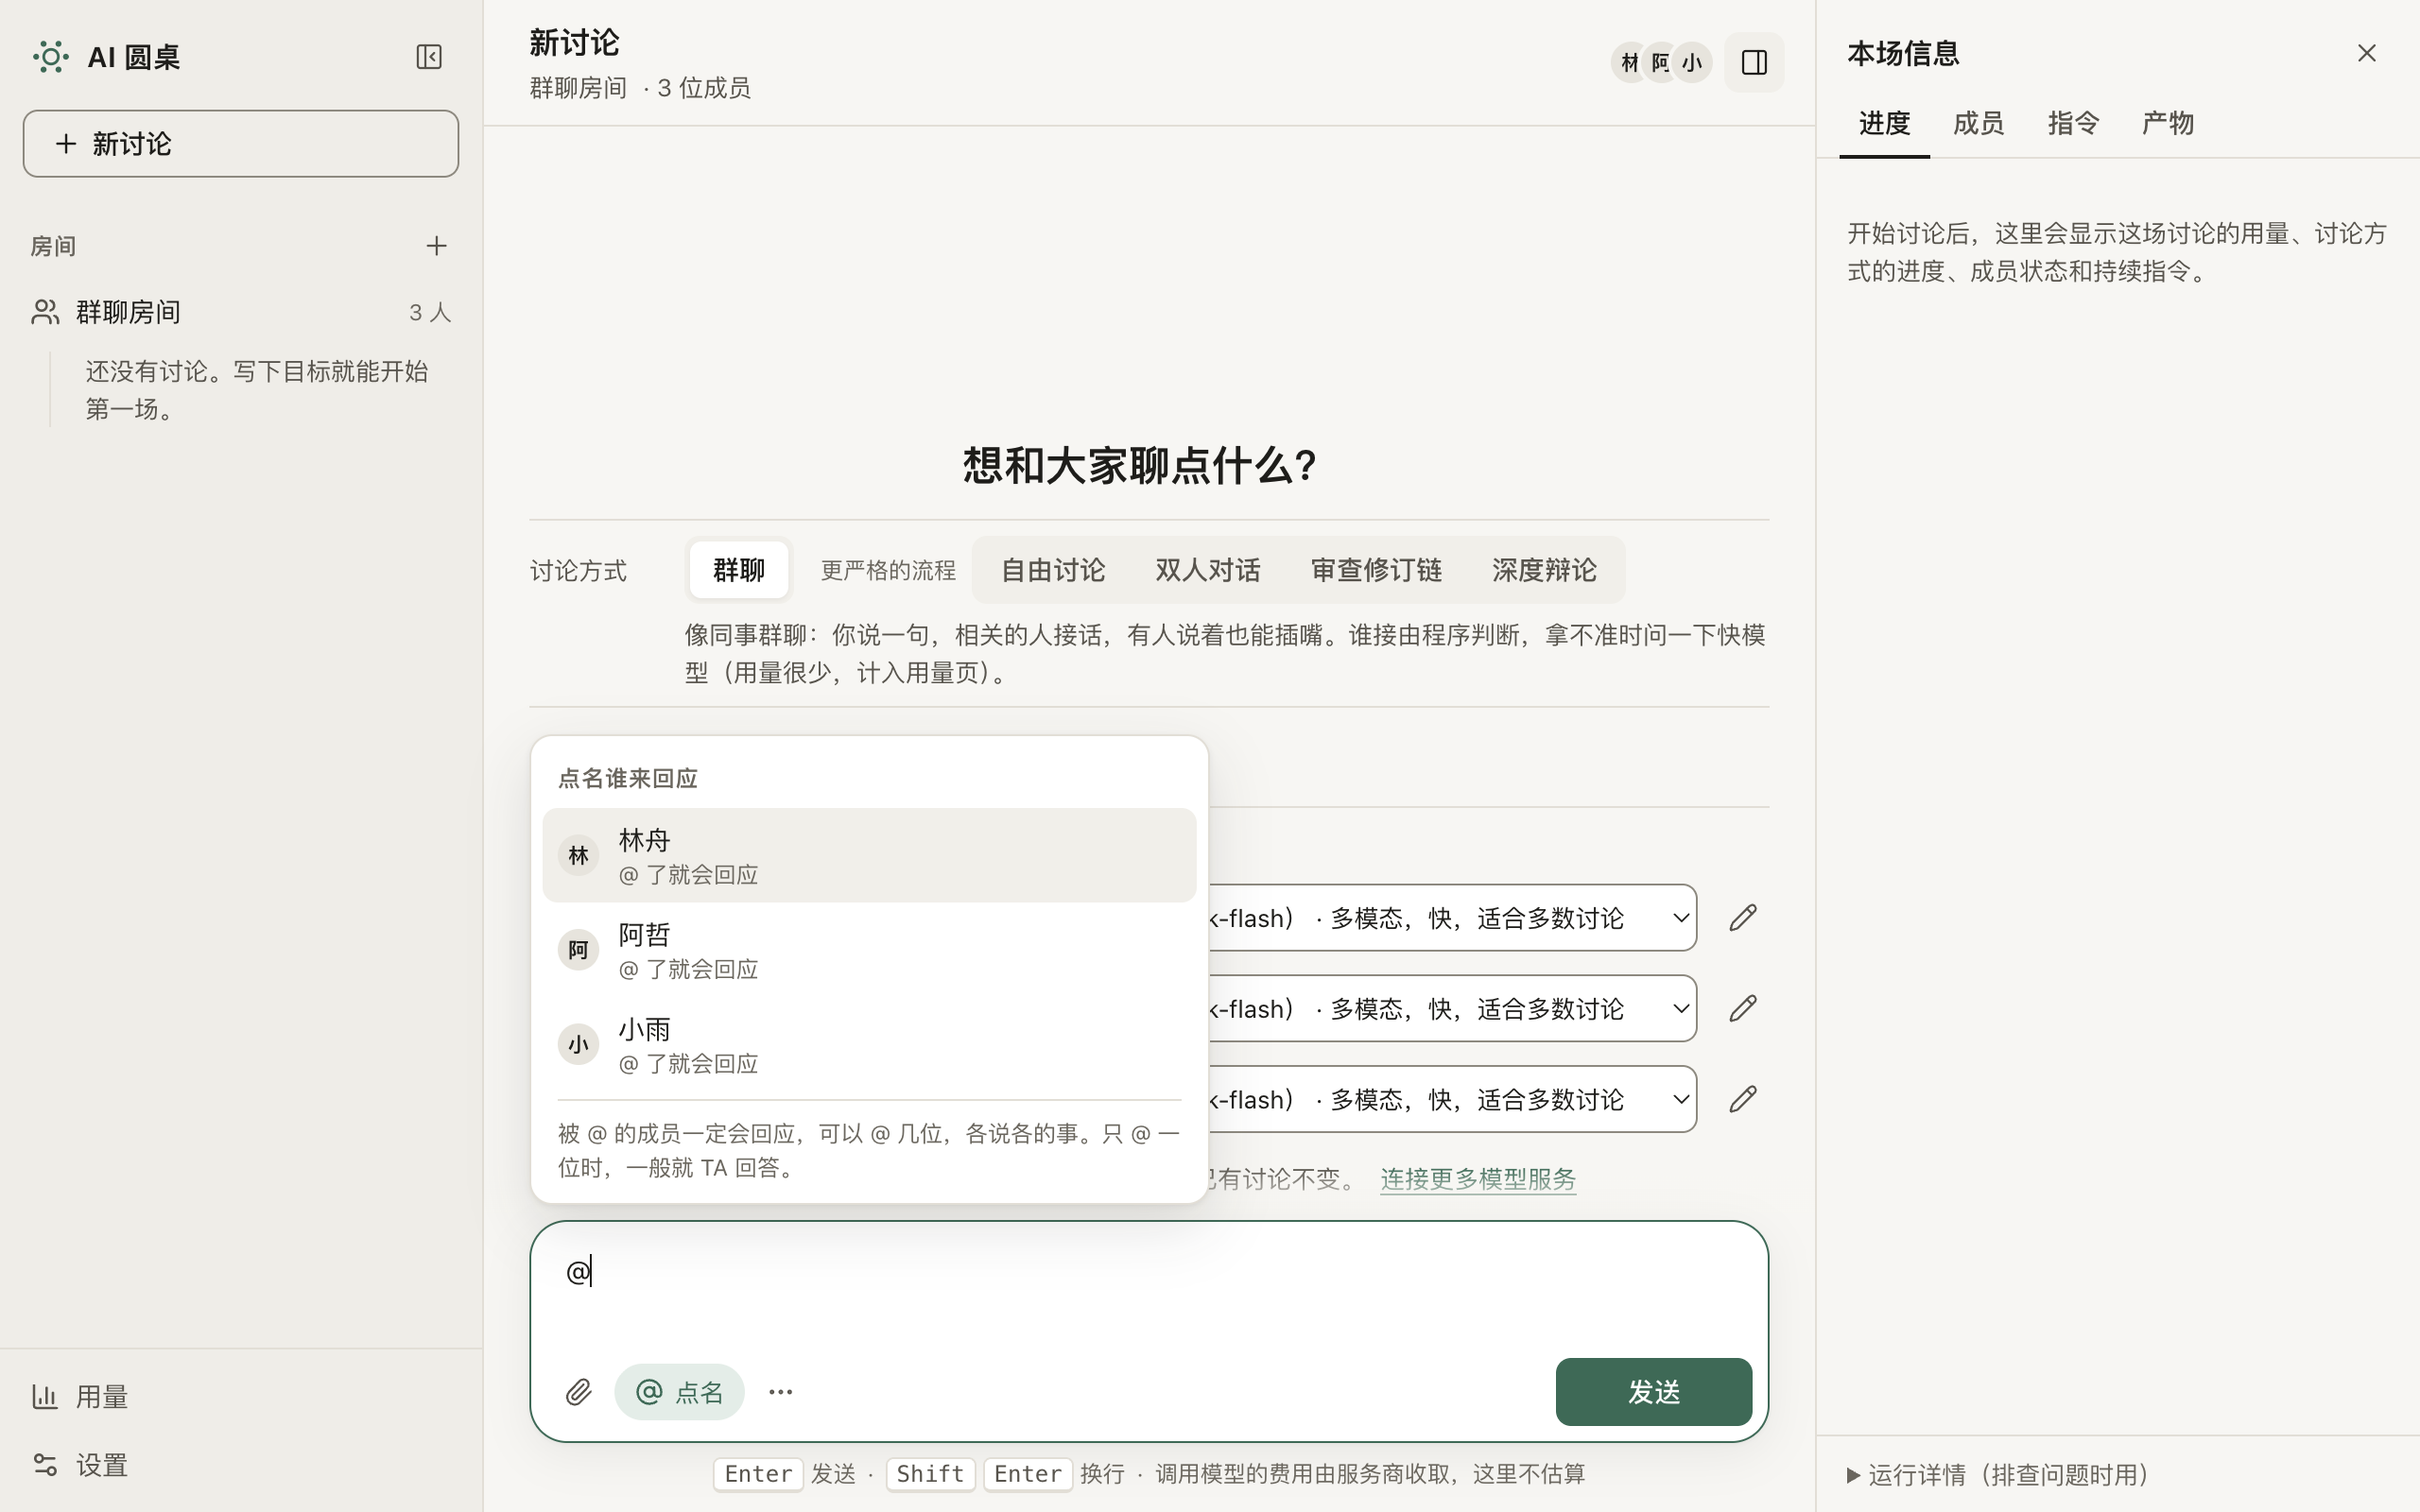 AI 圆桌
新讨论
房间
群聊房间
3 人
还没有讨论。写下目标就能开始
第一场。
用量
设置
新讨论
群聊房间 · 3 位成员
林 阿 小
想和大家聊点什么?
讨论方式
群聊
更严格的流程
自由讨论
双人对话
审查修订链
深度辩论
像同事群聊：你说一句，相关的人接话，有人说着也能插嘴。谁接由程序判断，拿不准时问一下快模
型（用量很少，计入用量页）。
点名谁来回应
林
林舟
@ 了就会回应
阿
阿哲
@ 了就会回应
小
小雨
@ 了就会回应
被 @ 的成员一定会回应，可以 @ 几位，各说各的事。只 @ 一
位时，一般就 TA 回答。
-flash） · 多模态，快，适合多数讨论
-flash） · 多模态，快，适合多数讨论
-flash） · 多模态，快，适合多数讨论
有讨论不变。 连接更多模型服务
@
@ 点名
发送
Enter 发送 · Shift Enter 换行 · 调用模型的费用由服务商收取，这里不估算
本场信息
进度
成员
指令
产物
开始讨论后，这里会显示这场讨论的用量、讨论方
式的进度、成员状态和持续指令。
运行详情（排查问题时用）